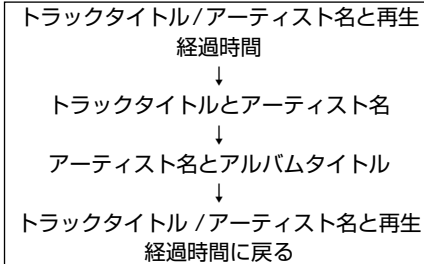 トラックタイトル/アーティスト名と再生
経過時間
↓
トラックタイトルとアーティスト名
↓
アーティスト名とアルバムタイトル
↓
トラックタイトル /アーティスト名と再生
経過時間に戻る